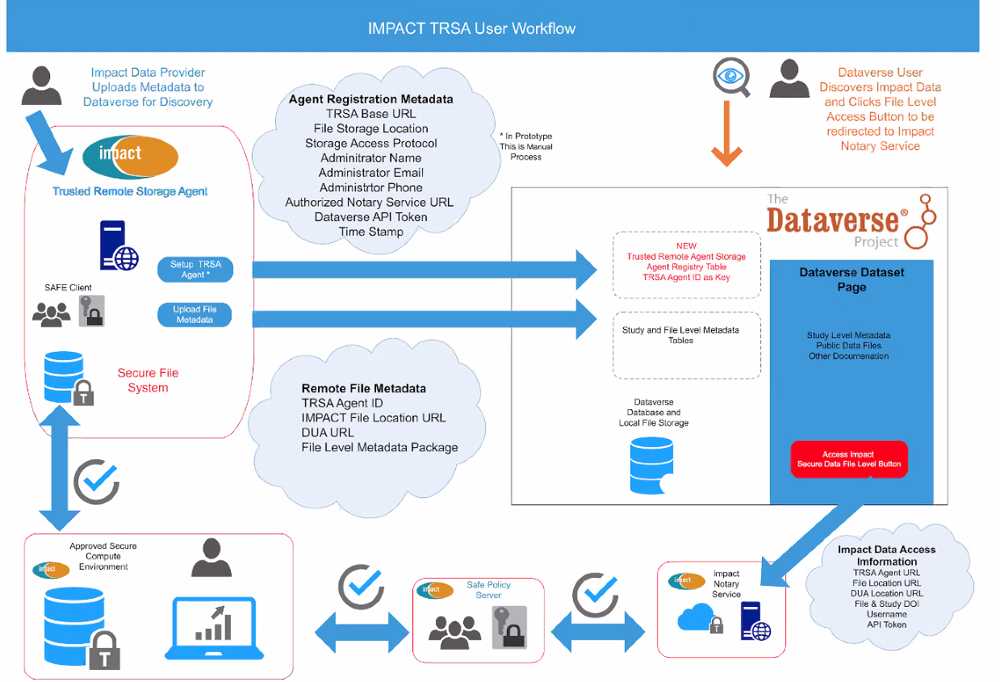 IMPACT TRSA User Workflow
Impact Data Provider
Uploads Metadata to
Dataverse for Discovery
Agent Registration Metadata
TRSA Base URL
File Storage Location
Storage Access Protocol
Adminitrator Name
Administrator Email
Administrtor Phone
Authorized Notary Service URL
Dataverse API Token
Time Stamp
* In Prototype
This is Manual
Process
Dataverse User
Discovers Impact Data
and Clicks File Level
Access Button to be
redirected to Impact
Notary Service
impact
Trusted Remote Storage Agent
Setup TRSA
Agent *
SAFE Client
Upload File
Metadata
Secure File
System
T
The
Dataverse®
Project
NEW
Trusted Remote Agent Storage
Agent Registry Table
TRSA Agent ID as Key
Study and File Level Metadata
Tables
Dataverse
Database and
Local File Storage
Dataverse Dataset
Page
Study Level Metadata
Public Data Files
Other Documenation
Access Impact
Secure Data File Level Button
Remote File Metadata
TRSA Agent ID
IMPACT File Location URL
DUA URL
File Level Metadata Package
Approved Secure
Compute
Environment
impact
T
impact
Safe Policy
Server
impact
impact
Notary
Service
Impact Data Access
Imformation
TRSA Agent URL
File Location URL
DUA Location URL
File & Study DOI
Username
API Token